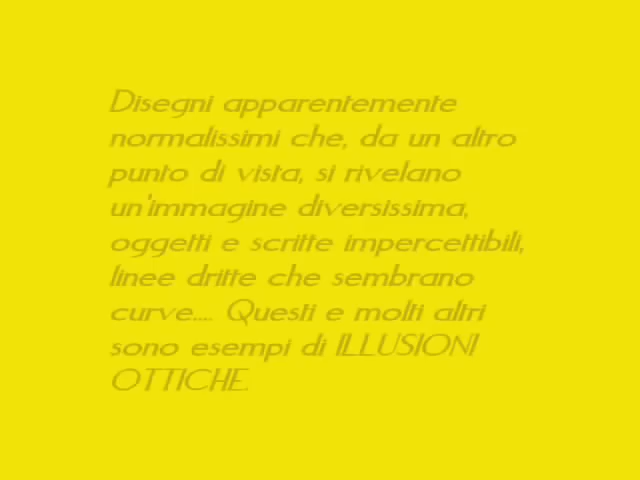 Disegni apparentemente
normalissimi che, da un altro
punto di vista, si rivelano
un'immagine diversissima,
oggetti e scritte impercettibili,
linee dritte che sembrano
curve.... Questi e molti altri
sono esempi di ILLUSIONI
OTTICHE.